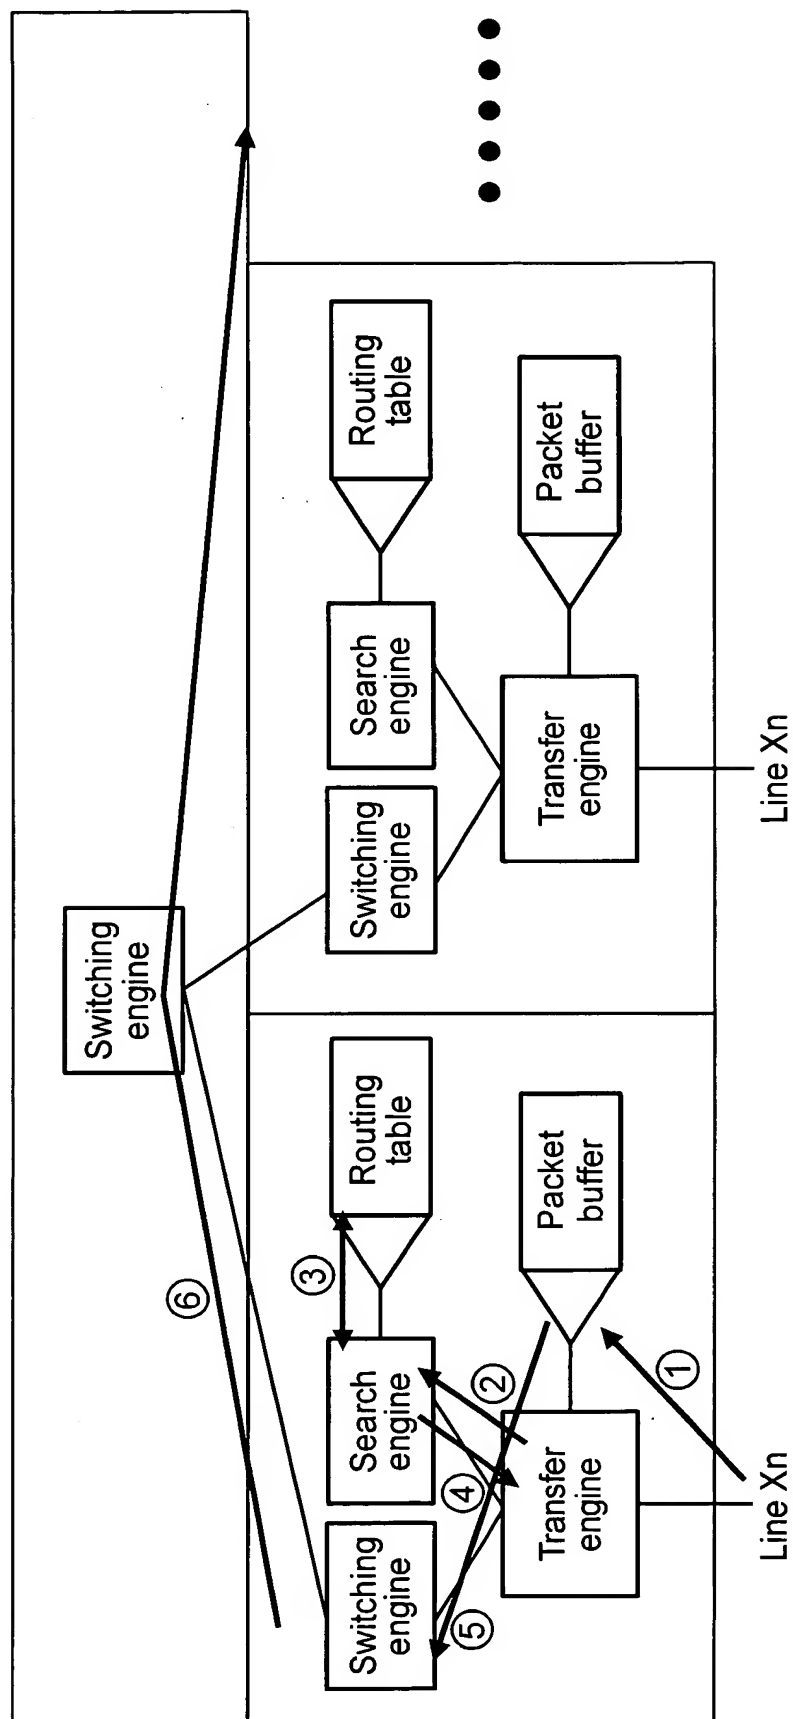 Switching
engine
⑥
Switching
engine
Search
engine
③
Routing
table
⑤
④
②
Transfer
engine
Packet
buffer
①
Line Xn
Switching
engine
Search
engine
Routing
table
Transfer
engine
Packet
buffer
Line Xn